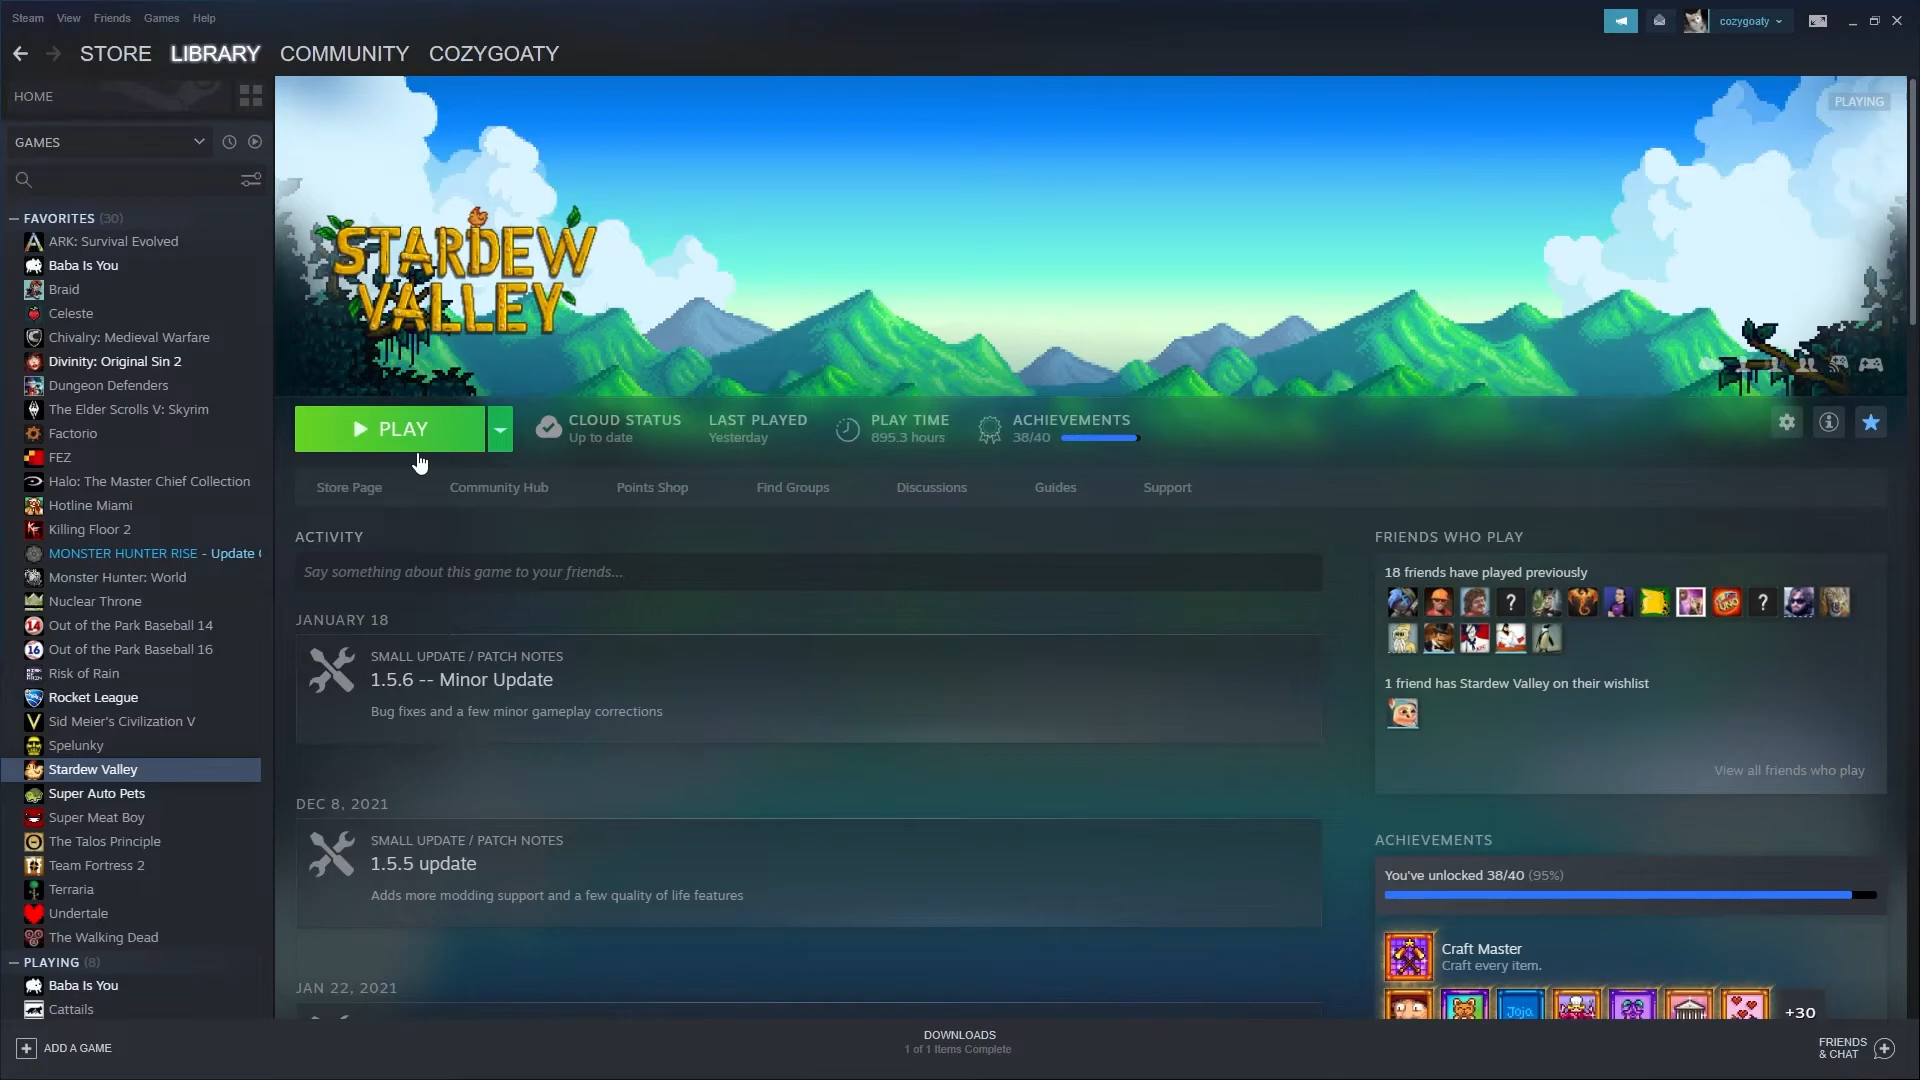 Steam View Friends Games Help
cozygoaty
STORE LIBRARY COMMUNITY COZYGOATY
HOME
GAMES
FAVORITES (30)
ARK: Survival Evolved
Baba Is You
Braid
Celeste
Chivalry: Medieval Warfare
Divinity: Original Sin 2
Dungeon Defenders
The Elder Scrolls V: Skyrim
Factorio
FEZ
Halo: The Master Chief Collection
Hotline Miami
Killing Floor 2
MONSTER HUNTER RISE - Update
Monster Hunter: World
Nuclear Throne
14 Out of the Park Baseball 14
16 Out of the Park Baseball 16
Risk of Rain
Rocket League
Sid Meier's Civilization V
Spelunky
Stardew Valley
Super Auto Pets
Super Meat Boy
The Talos Principle
Team Fortress 2
Terraria
Undertale
The Walking Dead
PLAYING (8)
Baba Is You
Cattails
ADD A GAME
PLAYING
STARDEW
VALLEY
PLAY
CLOUD STATUS
Up to date
LAST PLAYED
Yesterday
PLAY TIME
895.3 hours
ACHIEVEMENTS
38/40
Store Page Community Hub Points Shop Find Groups Discussions Guides Support
ACTIVITY
Say something about this game to your friends...
JANUARY 18
SMALL UPDATE / PATCH NOTES
1.5.6 -- Minor Update
Bug fixes and a few minor gameplay corrections
DEC 8, 2021
SMALL UPDATE / PATCH NOTES
1.5.5 update
Adds more modding support and a few quality of life features
JAN 22, 2021
FRIENDS WHO PLAY
18 friends have played previously
? UNO ?
1 friend has Stardew Valley on their wishlist
View all friends who play
ACHIEVEMENTS
You've unlocked 38/40 (95%)
Craft Master
Craft every item.
Joja
+30
DOWNLOADS
1 of 1 Items Complete
FRIENDS
& CHAT